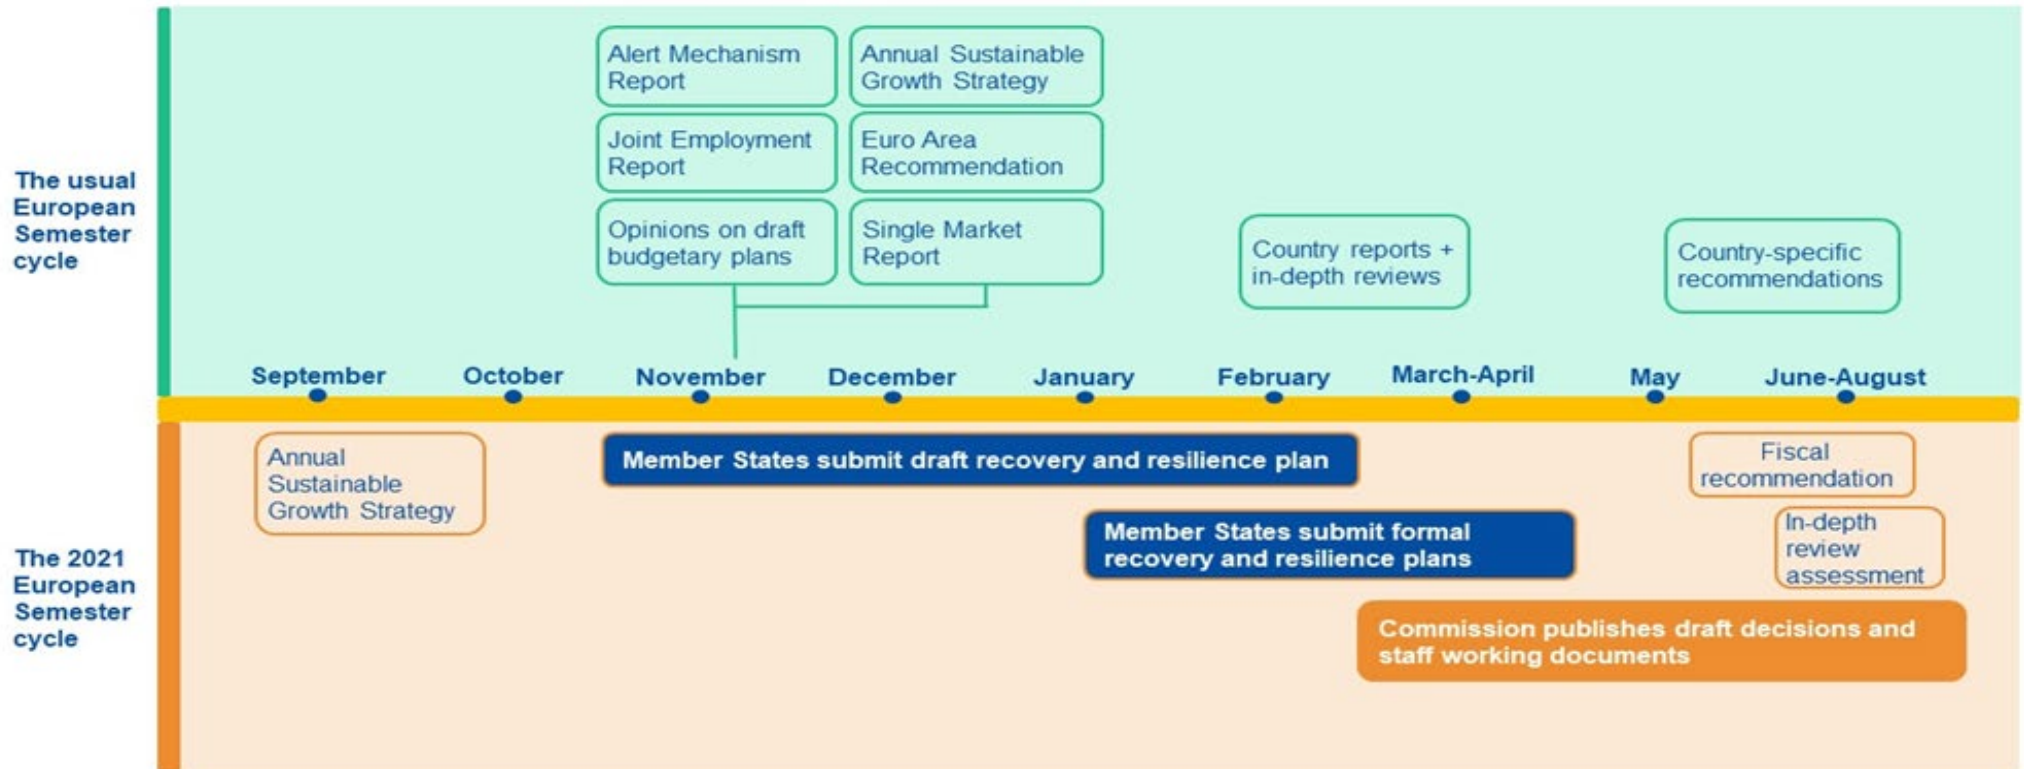 The usual
European
Semester
cycle
Alert Mechanism
Report
Annual Sustainable
Growth Strategy
Joint Employment
Report
Euro Area
Recommendation
Opinions on draft
budgetary plans
Single Market
Report
Country reports +
in-depth reviews
Country-specific
recommendations
September
October
November
December
January
February
March-April
May
June-August
The 2021
European
Semester
cycle
Annual
Sustainable
Growth Strategy
Member States submit draft recovery and resilience plan
Member States submit formal
recovery and resilience plans
Fiscal
recommendation
In-depth
review
assessment
Commission publishes draft decisions and
staff working documents